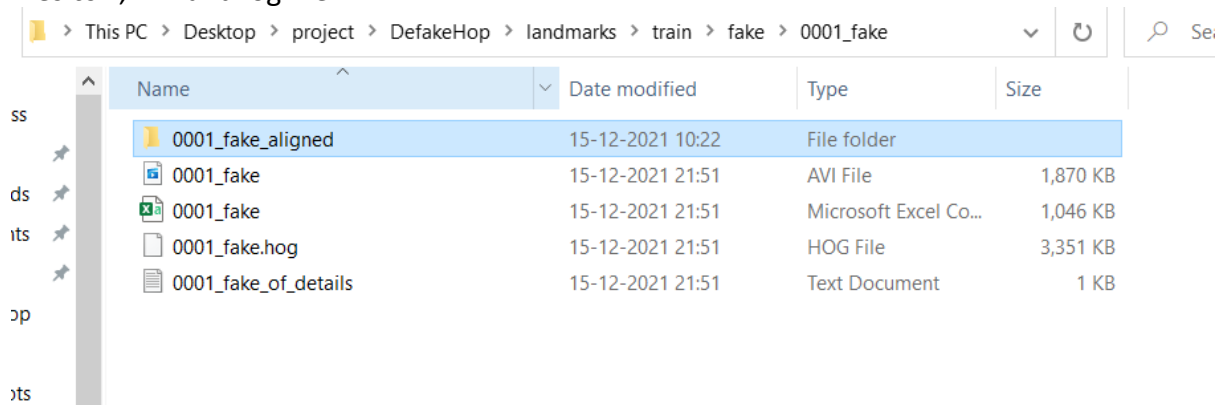 This PC > Desktop > project > DefakeHop > landmarks > train > fake > 0001_fake
Name Date modified Type Size
0001_fake_aligned 15-12-2021 10:22 File folder
0001_fake 15-12-2021 21:51 AVI File 1,870 KB
0001_fake 15-12-2021 21:51 Microsoft Excel Co... 1,046 KB
0001_fake.hog 15-12-2021 21:51 HOG File 3,351 KB
0001_fake_of_details 15-12-2021 21:51 Text Document 1 KB